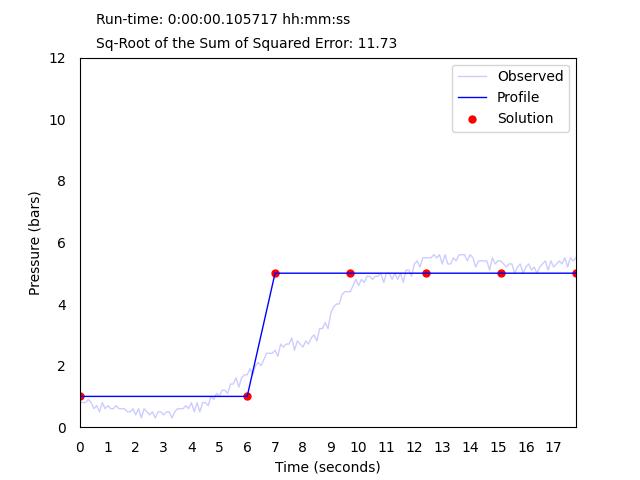 Run-time: 0:00:00.105717 hh:mm:ss
Sq-Root of the Sum of Squared Error: 11.73
Observed
Profile
Solution
12
10
8
6
4
2
0
Pressure (bars)
0 1 2 3 4 5 6 7 8 9 10 11 12 13 14 15 16 17
Time (seconds)